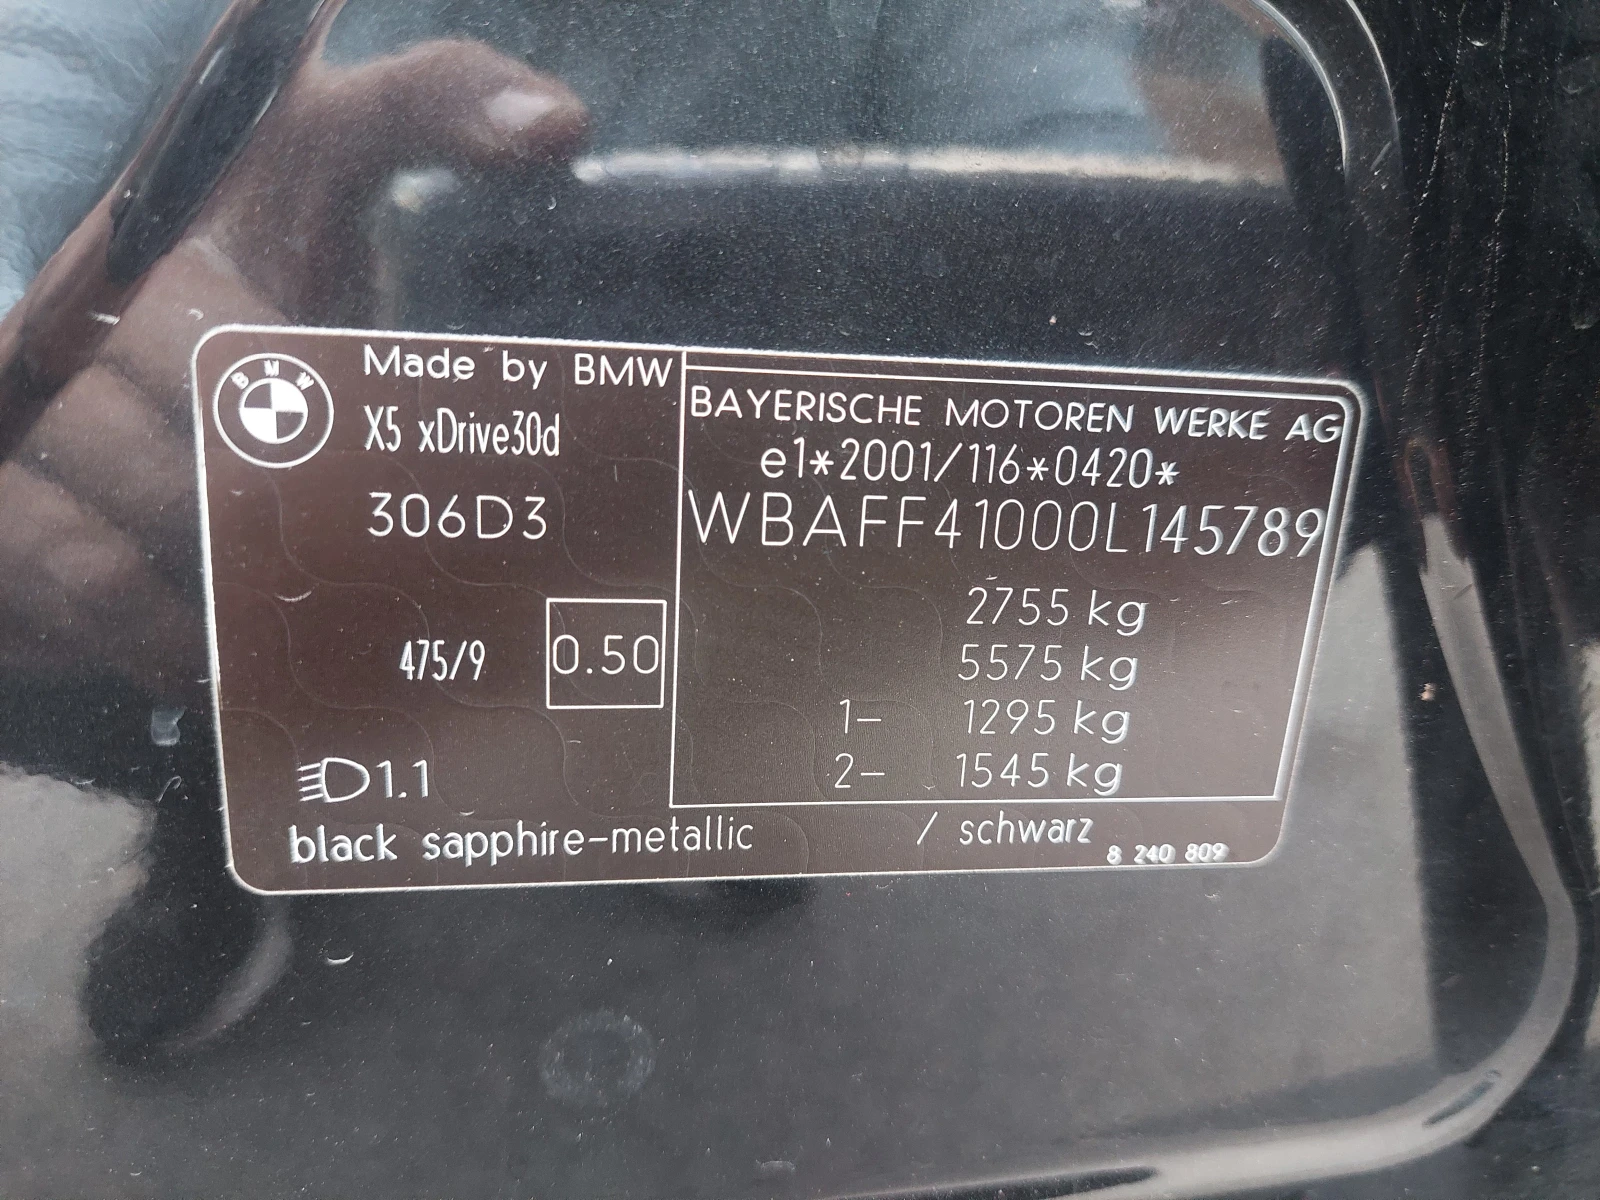 BMW
Made by BMW
X5 xDrive30d
306D3
475/9
0.50
1.1
BAYERISCHE MOTOREN WERKE AG
e1*2001/116*0420*
WBAFF41000L145789
2755 kg
5575 kg
1– 1295 kg
2– 1545 kg
black sapphire-metallic / schwarz
8 240 809